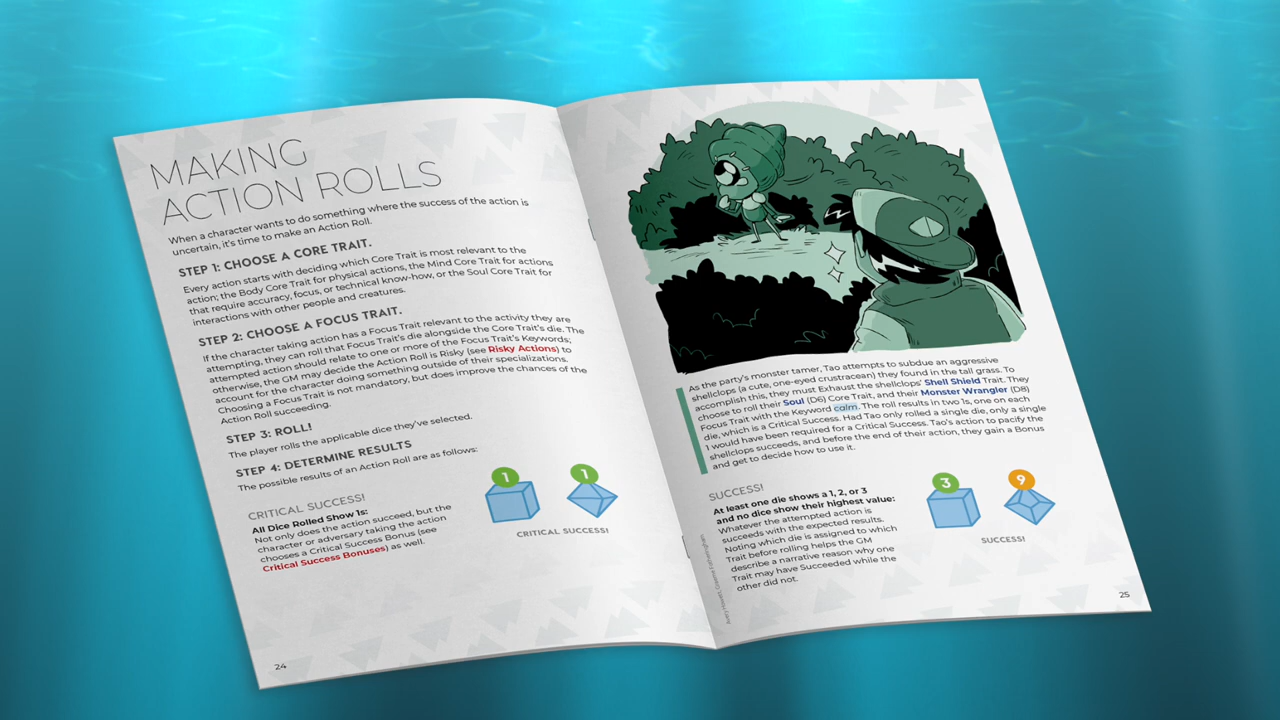 MAKING
ACTION ROLLS
When a character wants to do something where the success of the action is
uncertain, it's time to make an Action Roll.
STEP 1: CHOOSE A CORE TRAIT.
Every action starts with deciding which Core Trait is most relevant to the
action; the Body Core Trait for physical actions, the Mind Core Trait for actions
that require accuracy, focus, or technical know-how, or the Soul Core Trait for
interactions with other people and creatures.
STEP 2: CHOOSE A FOCUS TRAIT.
If the character taking action has a Focus Trait relevant to the activity they are
attempting, they can roll that Focus Trait's die alongside the Core Trait's die. The
attempted action should relate to one or more of the Focus Trait's Keywords;
otherwise, the GM may decide the Action Roll is Risky (see Risky Actions) to
account for the character doing something outside of their specializations.
Choosing a Focus Trait is not mandatory, but does improve the chances of the
Action Roll succeeding.
STEP 3: ROLL!
The player rolls the applicable dice they've selected.
STEP 4: DETERMINE RESULTS
The possible results of an Action Roll are as follows:
CRITICAL SUCCESS!
All Dice Rolled Show 1s:
Not only does the action succeed, but the
character or adversary taking the action
chooses a Critical Success Bonus (see
Critical Success Bonuses) as well.
1
1
CRITICAL SUCCESS!
24
As the party's monster tamer, Tao attempts to subdue an aggressive
shellclops (a cute, one-eyed crustacean) they found in the tall grass. To
accomplish this, they must Exhaust the shellclops' Shell Shield Trait. They
choose to roll their Soul (D6) Core Trait, and their Monster Wrangler (D8)
Focus Trait with the Keyword calm. The roll results in two 1s, one on each
die, which is a Critical Success. Had Tao only rolled a single die, only a single
1 would have been required for a Critical Success. Tao's action to pacify the
shellclops succeeds, and before the end of their action, they gain a Bonus
and get to decide how to use it.
SUCCESS!
At least one die shows a 1, 2, or 3
and no dice show their highest value:
Whatever the attempted action is
succeeds with the expected results.
Noting which die is assigned to which
Trait before rolling helps the GM
describe a narrative reason why one
Trait may have Succeeded while the
other did not.
3
9
SUCCESS!
25